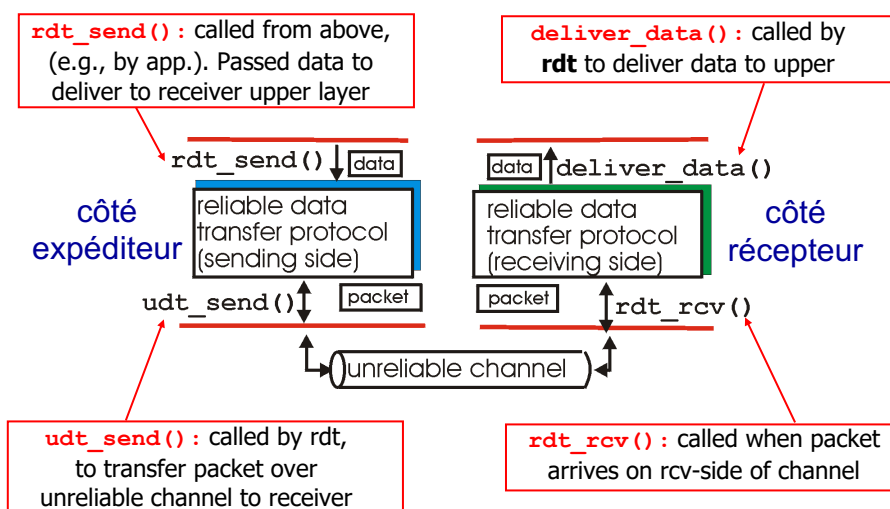 rdt_send(): called from above,
(e.g., by app.). Passed data to
deliver to receiver upper layer
deliver_data(): called by
rdt to deliver data to upper
rdt_send()
data
data
deliver_data()
côté
expéditeur
reliable data
transfer protocol
(sending side)
reliable data
transfer protocol
(receiving side)
côté
récepteur
udt_send()
packet
packet
rdt_rcv()
unreliable channel
udt_send(): called by rdt,
to transfer packet over
unreliable channel to receiver
rdt_rcv(): called when packet
arrives on rcv-side of channel